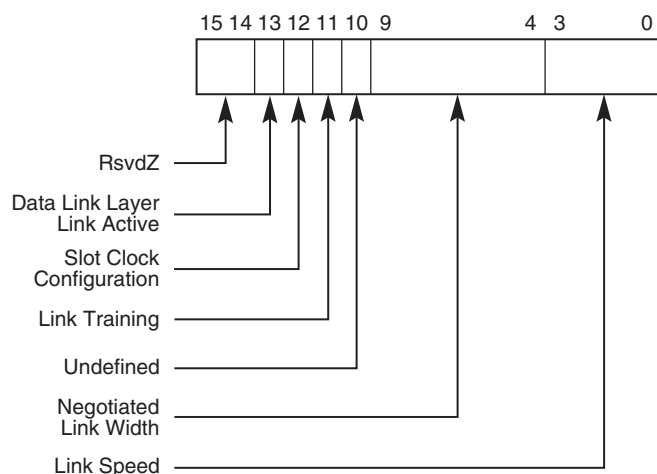 15 14 13 12 11 10 9 4 3 0
RsvdZ
Data Link Layer
Link Active
Slot Clock
Configuration
Link Training
Undefined
Negotiated
Link Width
Link Speed